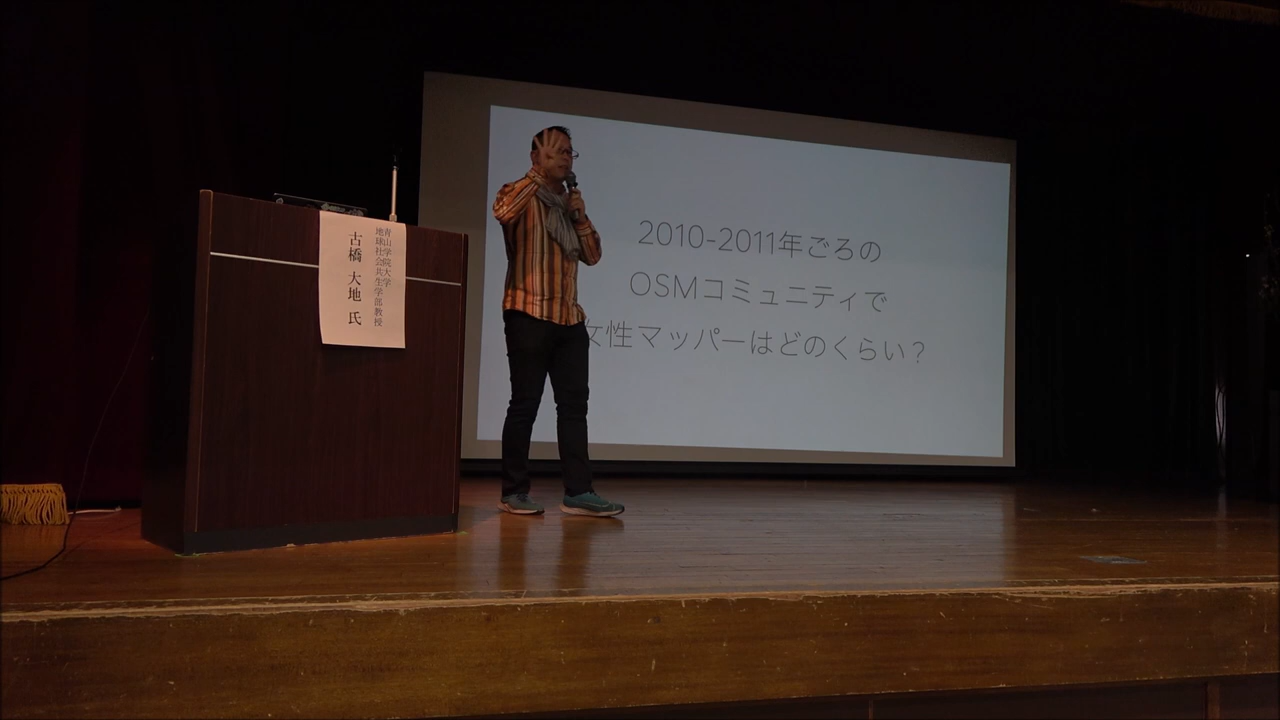 青山学院大学
地球社会共生学部教授
古橋 大地 氏
2010-2011年ごろの
OSMコミュニティで
女性マッパーはどのくらい？